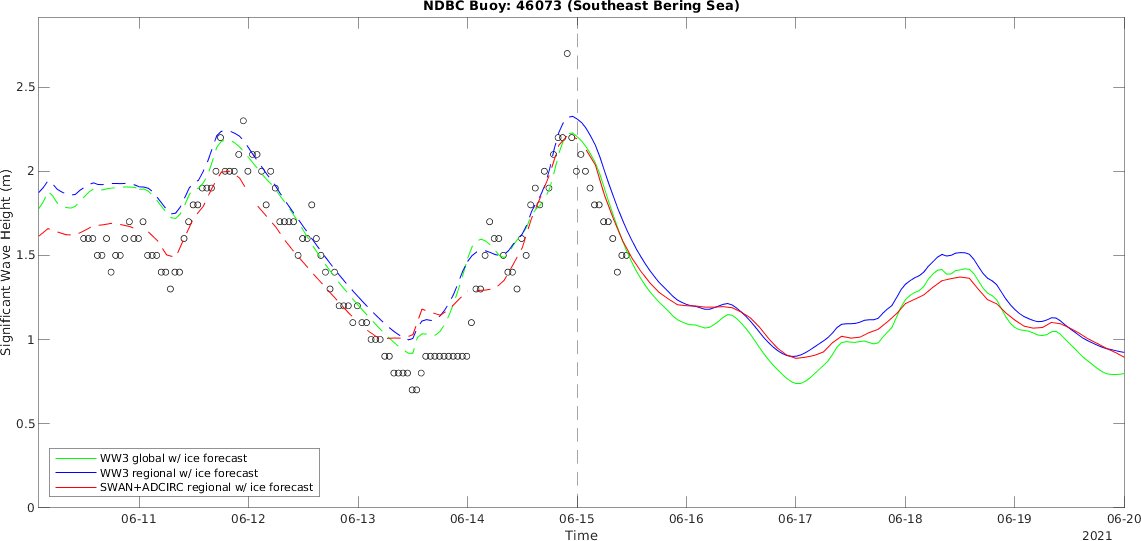 NDBC Buoy: 46073 (Southeast Bering Sea)
Significant Wave Height (m)
2.5
2
1.5
1
0.5
0
WW3 global w/ ice forecast
WW3 regional w/ ice forecast
SWAN+ADCIRC regional w/ ice forecast
06-11 06-12 06-13 06-14 06-15 06-16 06-17 06-18 06-19 06-20
Time
2021